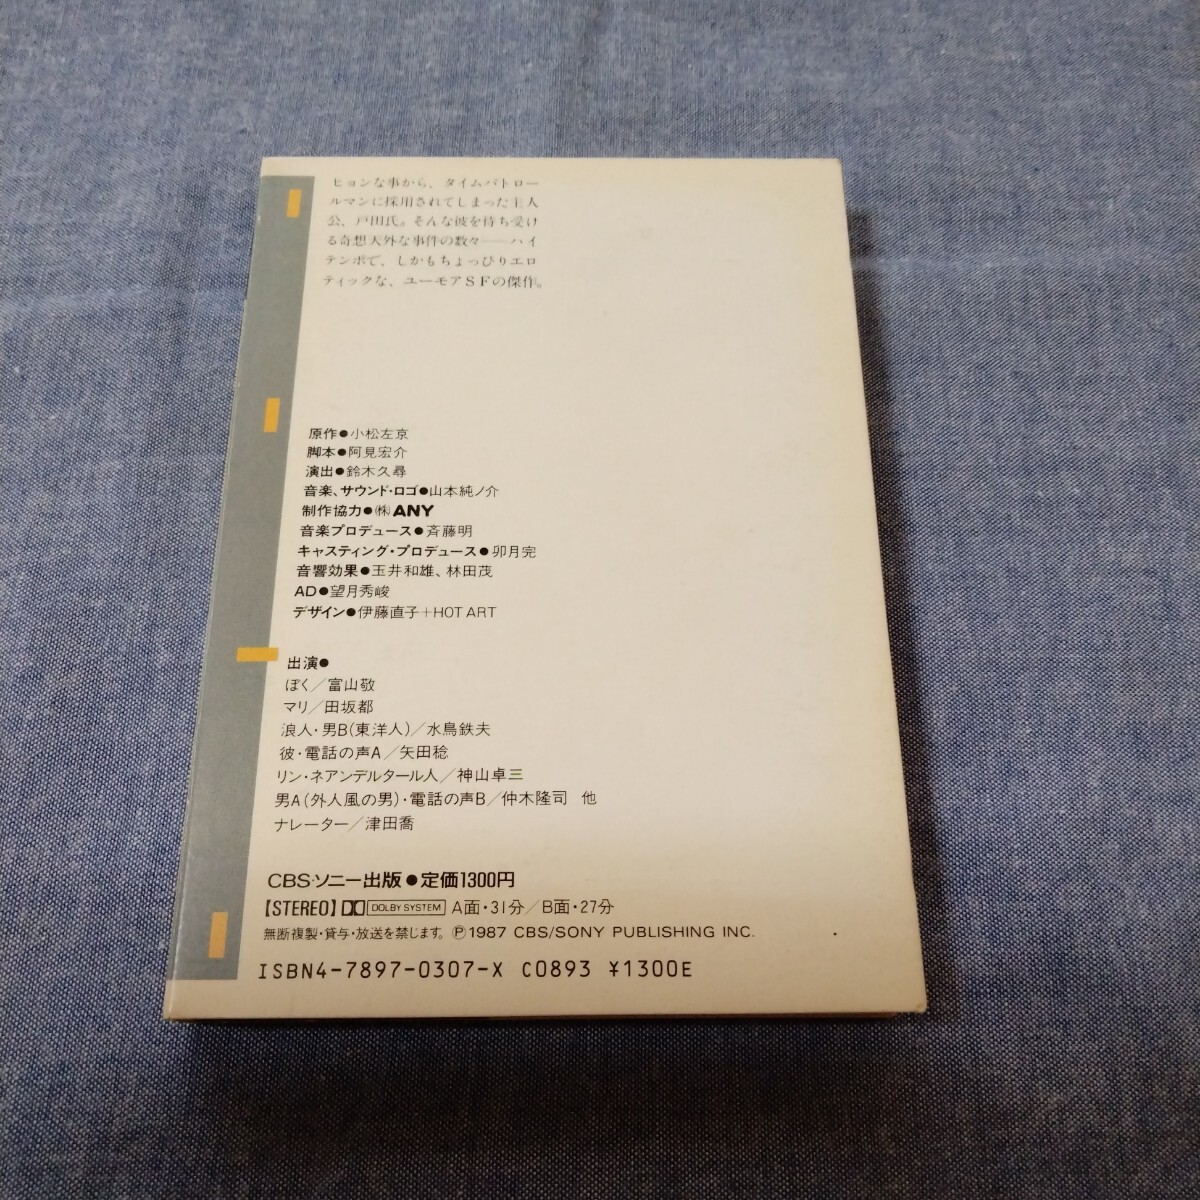 ヒョンな事から、タイムパトロー
ルマンに採用されてしまった主人
公、戸田氏。そんな彼を待ち受け
る奇想天外な事件の数々——ハイ
テンポで、しかもちょっぴりエロ
ティックな、ユーモアSFの傑作。
原作●小松左京
脚本●阿見宏介
演出●鈴木久尋
音楽、サウンド・ロゴ●山本純ノ介
制作協力●㈱ANY
音楽プロデュース●斉藤明
キャスティング・プロデュース●卯月完
音響効果●玉井和雄、林田茂
AD●望月秀峻
デザイン●伊藤直子+HOT ART
出演●
ぼく／富山敬
マリ／田坂都
浪人・男B(東洋人)／水鳥鉄夫
彼・電話の声A／矢田稔
リン・ネアンデルタール人／神山卓三
男A(外人風の男)・電話の声B／仲木隆司 他
ナレーター／津田喬
CBS・ソニー出版●定価1300円
【STEREO】 DOLBY SYSTEM A面・31分／B面・27分
無断複製・貸与・放送を禁じます。 Ⓟ1987 CBS/SONY PUBLISHING INC.
ISBN4-7897-0307-X C0893 ¥1300E